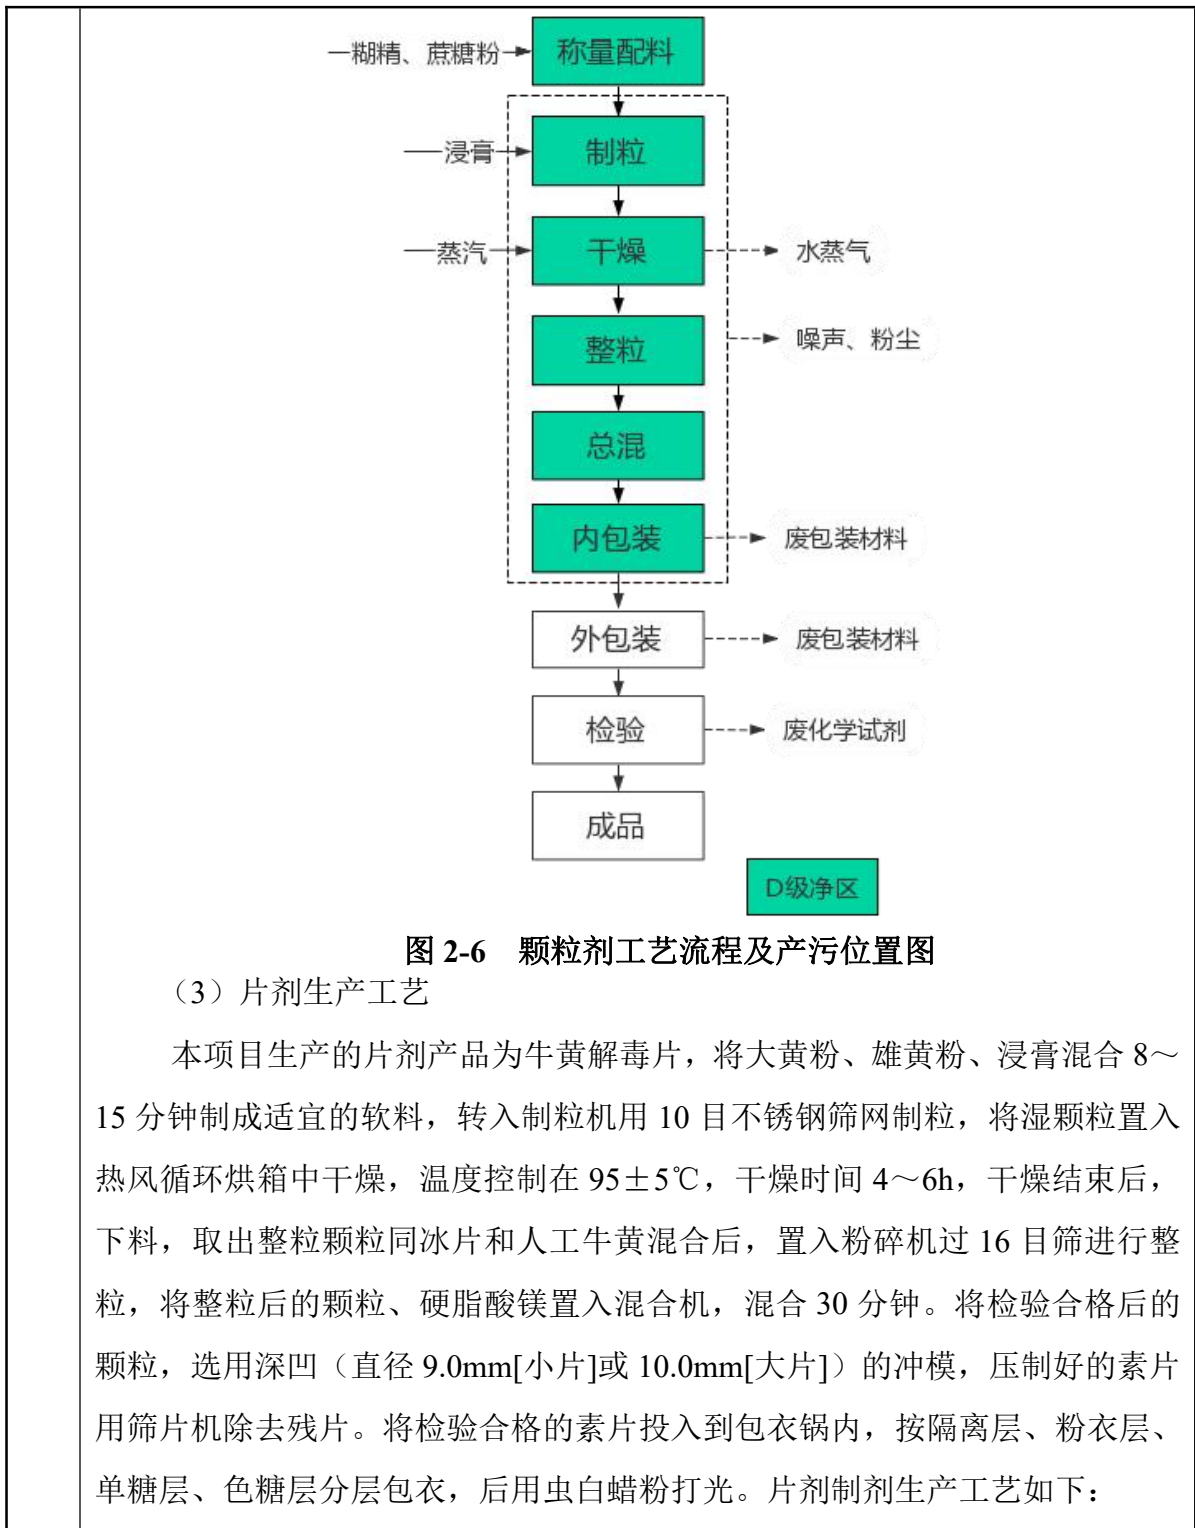 糊精、蔗糖粉
称量配料
浸膏
制粒
蒸汽
干燥
水蒸气
整粒
噪声、粉尘
总混
内包装
废包装材料
外包装
废包装材料
检验
废化学试剂
成品
D级净区
图 2-6 颗粒剂工艺流程及产污位置图
（3）片剂生产工艺
本项目生产的片剂产品为牛黄解毒片，将大黄粉、雄黄粉、浸膏混合 8～
15 分钟制成适宜的软料，转入制粒机用 10 目不锈钢筛网制粒，将湿颗粒置入
热风循环烘箱中干燥，温度控制在 95±5℃，干燥时间 4～6h，干燥结束后，
下料，取出整粒颗粒同冰片和人工牛黄混合后，置入粉碎机过 16 目筛进行整
粒，将整粒后的颗粒、硬脂酸镁置入混合机，混合 30 分钟。将检验合格后的
颗粒，选用深凹（直径 9.0mm[小片]或 10.0mm[大片]）的冲模，压制好的素片
用筛片机除去残片。将检验合格的素片投入到包衣锅内，按隔离层、粉衣层、
单糖层、色糖层分层包衣，后用虫白蜡粉打光。片剂制剂生产工艺如下：